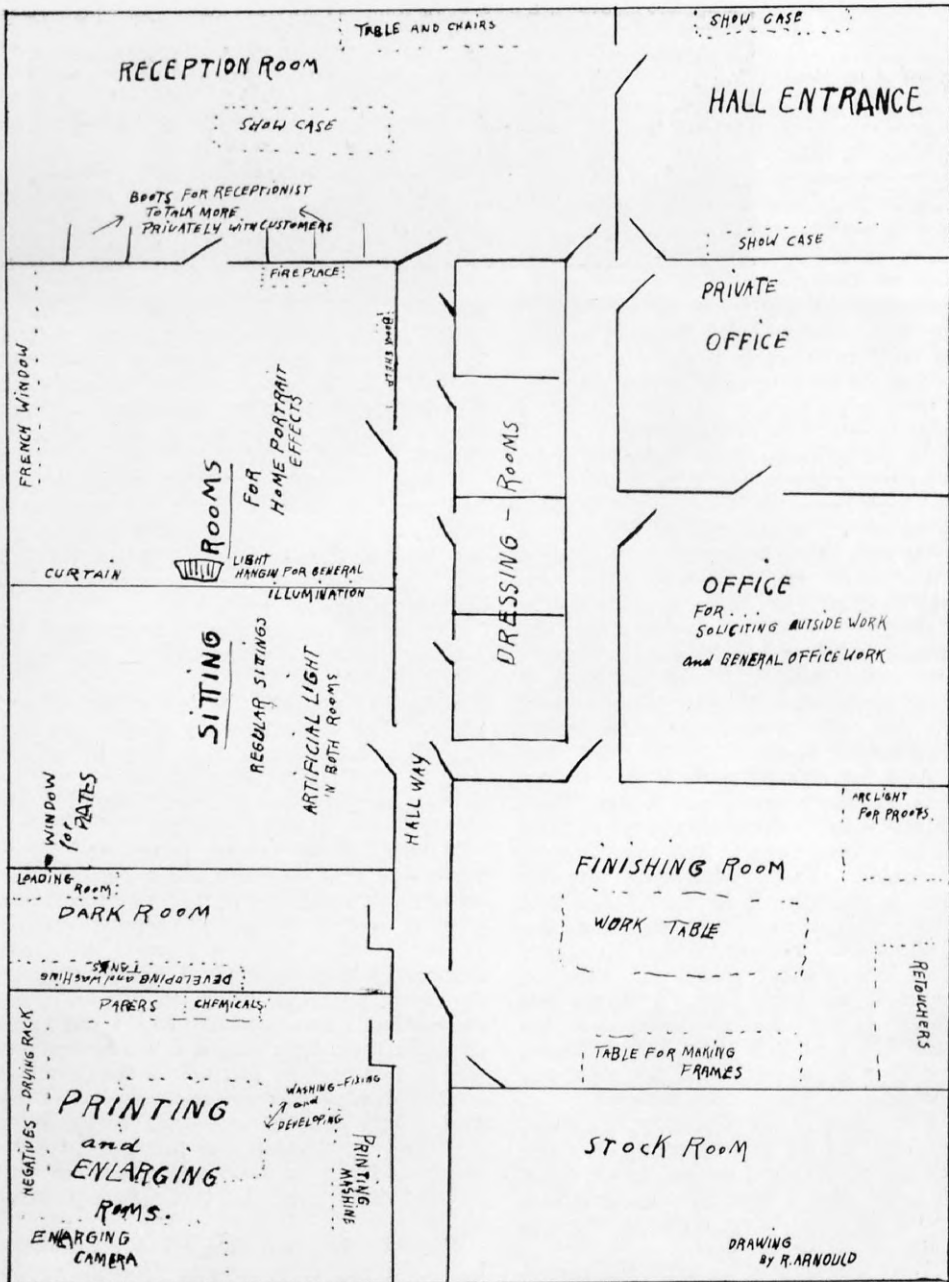 TABLE AND CHAIRS
SHOW CASE
RECEPTION ROOM
HALL ENTRANCE
SHOW CASE
BOOTS FOR RECEPTIONIST
TO TALK MORE
PRIVATELY WITH CUSTOMERS
SHOW CASE
FIRE PLACE
PRIVATE
OFFICE
FRENCH WINDOW
BOOK SHELF
ROOMS
FOR
HOME PORTRAIT
EFFECTS
DRESSING - ROOMS
CURTAIN
LIGHT
HANGIN FOR GENERAL
ILLUMINATION
OFFICE
FOR...
SOLICITING OUTSIDE WORK
and GENERAL OFFICE WORK
SITTING
REGULAR SITTINGS
ARTIFICIAL LIGHT
IN BOTH ROOMS
HALL WAY
WINDOW
for PLATES
ARC LIGHT
FOR PROOFS.
LOADING
ROOM
DARK ROOM
FINISHING ROOM
WORK TABLE
DEVELOPING and WASHING
TANKS
RETOUCHERS
PAPERS
CHEMICALS
TABLE FOR MAKING
FRAMES
NEGATIVES - DRYING RACK
WASHING - FIXING
and
DEVELOPING
PRINTING
and
ENLARGING
ROOMS.
PRINTING
MASHINE
STOCK ROOM
ENLARGING
CAMERA
DRAWING
BY R. ARNOULD